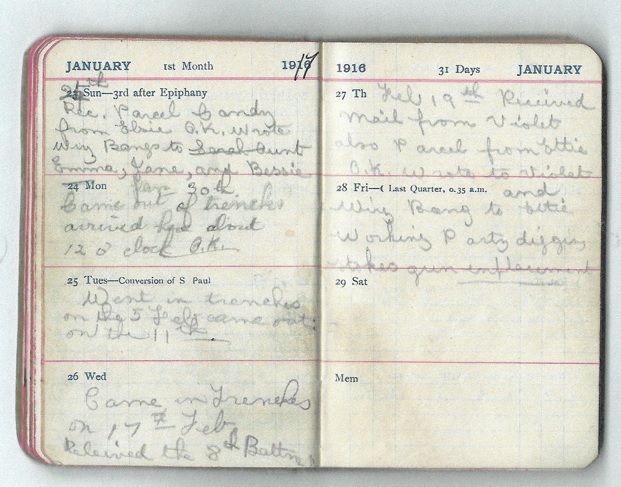 JANUARY 1st Month 1916 17
24th
23 Sun—3rd after Epiphany
Rec. Parcel Candy
from Elsie O.K. Wrote
Wiz Bangs to Sarah Aunt
Emma, Jane, and Bessie
24 Mon Jan 30th
Came out of trenches
arrived about
12 o'clock O.K.
25 Tues—Conversion of S Paul
Went in trenches
on the 5 Feb came out
on the 11th
26 Wed
Came in Trenches
on 17th Feb
Relieved the 8th Battn
1916 31 Days JANUARY
27 Th Feb 19th Received
mail from Violet
also Parcel from Ettie
O.K. Wrote to Violet
28 Fri—( Last Quarter, 0.35 a.m. and
Wiz Bang to Ettie
Working Party digging
stokes gun emplacement
29 Sat
Mem